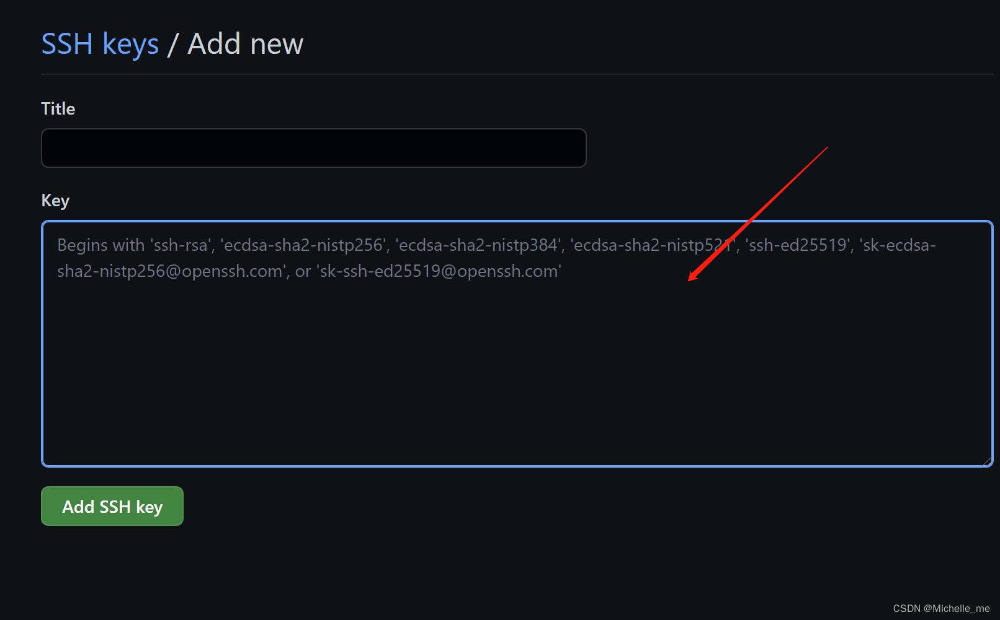 SSH keys / Add new
Title
Key
Begins with 'ssh-rsa', 'ecdsa-sha2-nistp256', 'ecdsa-sha2-nistp384', 'ecdsa-sha2-nistp521', 'ssh-ed25519', 'sk-ecdsa-
sha2-nistp256@openssh.com', or 'sk-ssh-ed25519@openssh.com'
Add SSH key
CSDN @Michelle_me